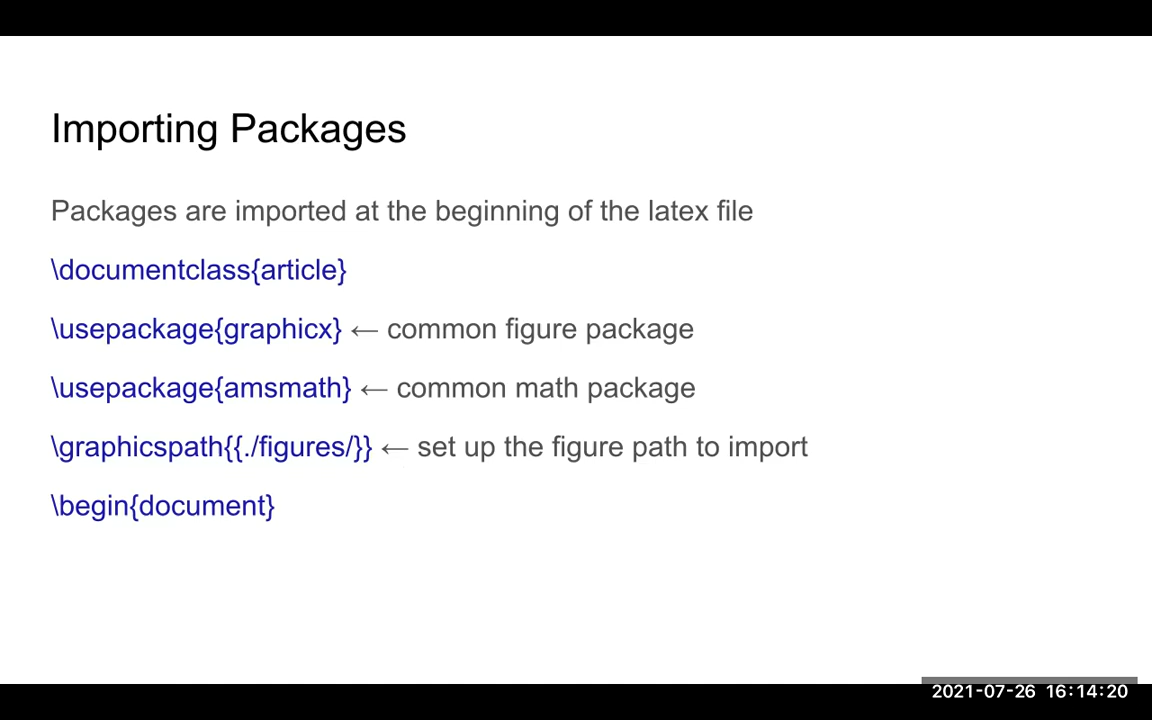 Importing Packages
Packages are imported at the beginning of the latex file
\documentclass{article}
\usepackage{graphicx} ← common figure package
\usepackage{amsmath} ← common math package
\graphicspath{{./figures/}} ← set up the figure path to import
\begin{document}
2021-07-26 16:14:20